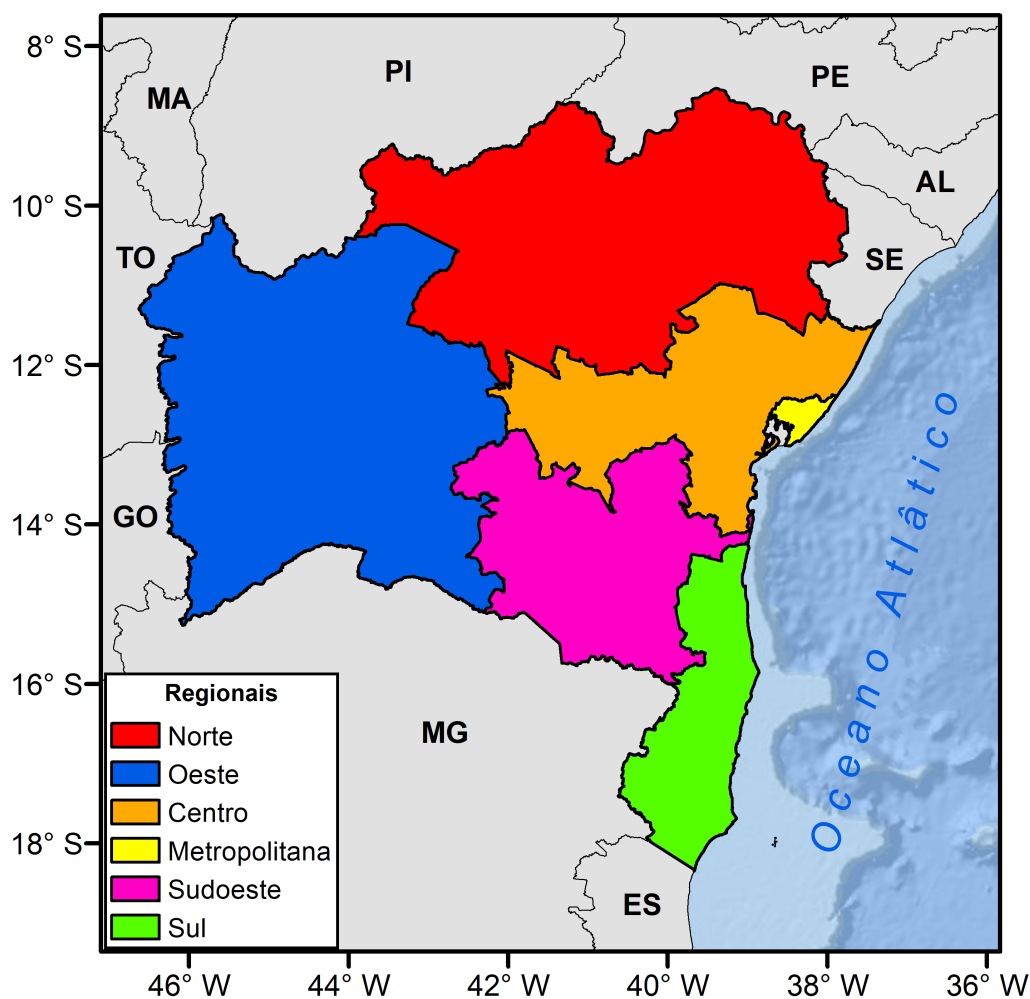 8° S
10° S
12° S
14° S
16° S
18° S
MA
PI
PE
AL
TO
SE
GO
MG
ES
Oceano Atlâtico
Regionais
Norte
Oeste
Centro
Metropolitana
Sudoeste
Sul
46° W
44° W
42° W
40° W
38° W
36° W